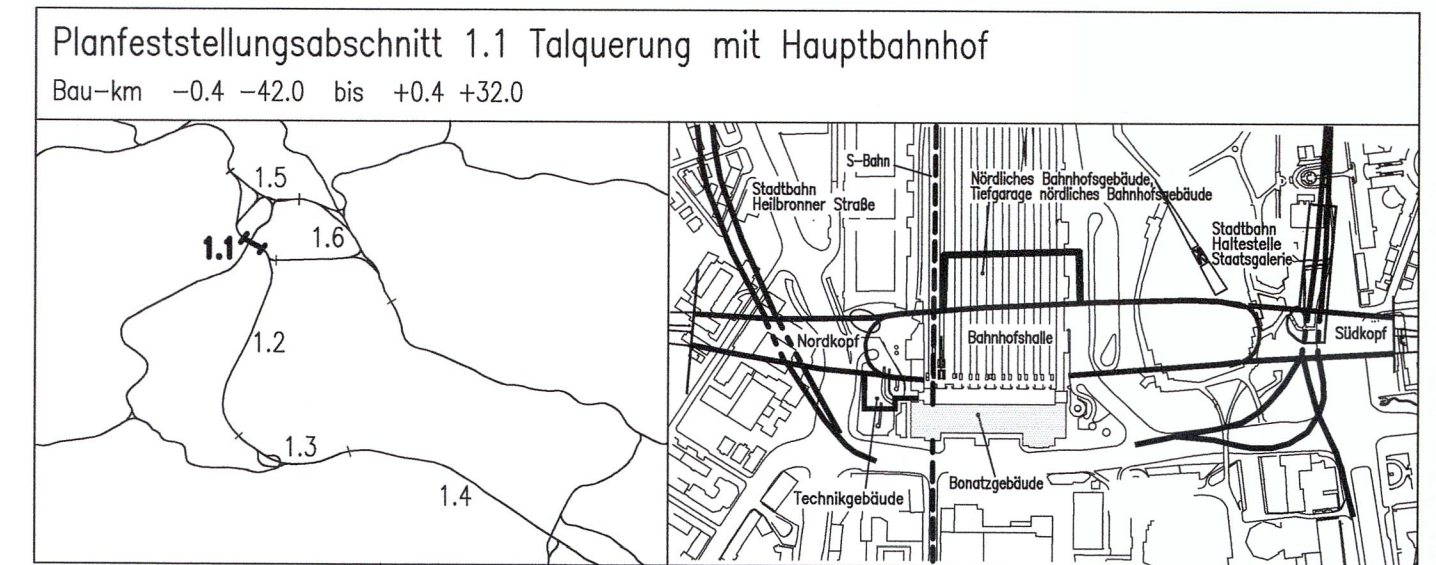 Planfeststellungsabschnitt 1.1 Talquerung mit Hauptbahnhof
Bau-km -0.4 -42.0 bis +0.4 +32.0
1.5
1.1
1.6
1.2
1.3
1.4
S-Bahn
Stadtbahn
Heilbronner Straße
Nördliches Bahnhofsgebäude,
Tiefgarage nördliches Bahnhofsgebäude
Stadtbahn
Haltestelle
Staatsgalerie
Nordkopf
Bahnhofshalle
Südkopf
Technikgebäude
Bonatzgebäude